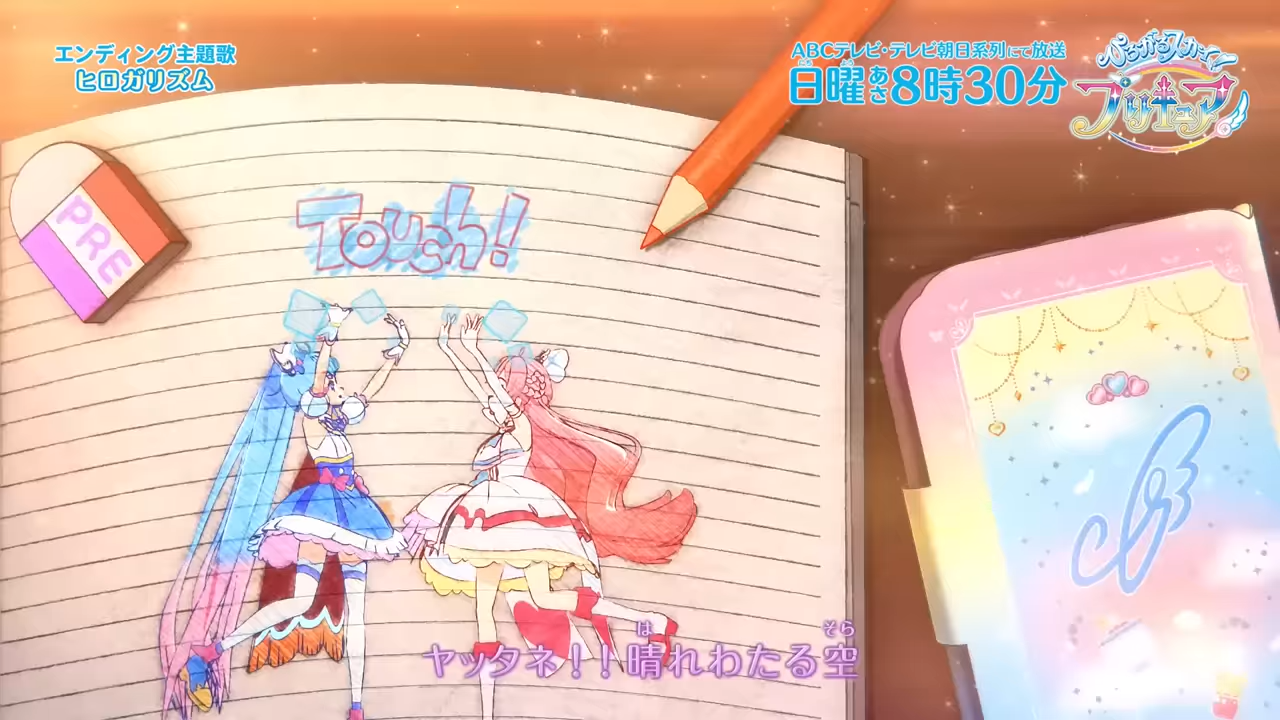 エンディング主題歌
ヒロガリズム
ABCテレビ・テレビ朝日系列にて放送
日曜あさ8時30分
ひろがるスカイ!
プリキュア
PRE
Touch!
ヤッタネ!!晴れわたる空